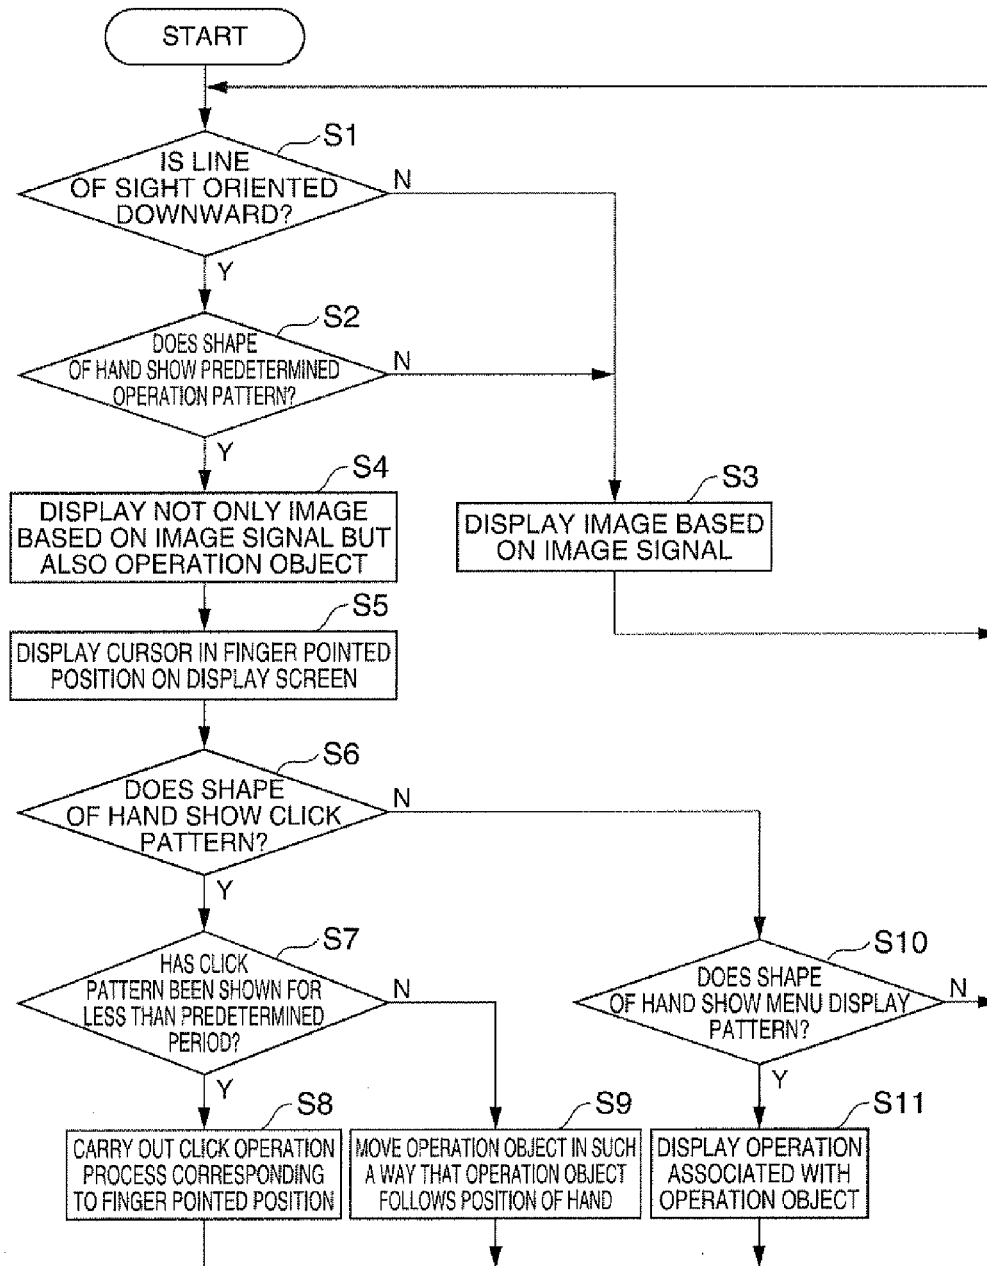 START
S1
IS LINE
OF SIGHT ORIENTED
DOWNWARD?
N
Y
S2
DOES SHAPE
OF HAND SHOW PREDETERMINED
OPERATION PATTERN?
N
Y
S4
DISPLAY NOT ONLY IMAGE
BASED ON IMAGE SIGNAL BUT
ALSO OPERATION OBJECT
S3
DISPLAY IMAGE BASED
ON IMAGE SIGNAL
S5
DISPLAY CURSOR IN FINGER POINTED
POSITION ON DISPLAY SCREEN
S6
DOES SHAPE
OF HAND SHOW CLICK
PATTERN?
N
Y
S7
HAS CLICK
PATTERN BEEN SHOWN FOR
LESS THAN PREDETERMINED
PERIOD?
N
Y
S10
DOES SHAPE
OF HAND SHOW MENU DISPLAY
PATTERN?
N
Y
S8
CARRY OUT CLICK OPERATION
PROCESS CORRESPONDING
TO FINGER POINTED POSITION
S9
MOVE OPERATION OBJECT IN SUCH
A WAY THAT OPERATION OBJECT
FOLLOWS POSITION OF HAND
S11
DISPLAY OPERATION
ASSOCIATED WITH
OPERATION OBJECT